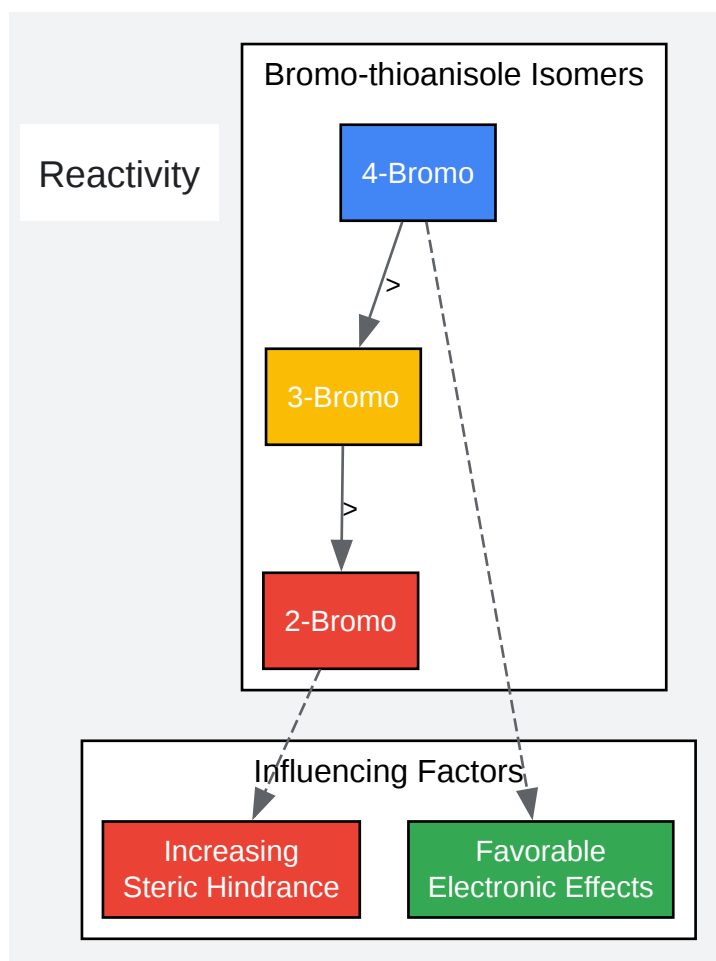 Bromo-thioanisole Isomers
Reactivity
4-Bromo
>
3-Bromo
>
2-Bromo
Influencing Factors
Increasing
Steric Hindrance
Favorable
Electronic Effects